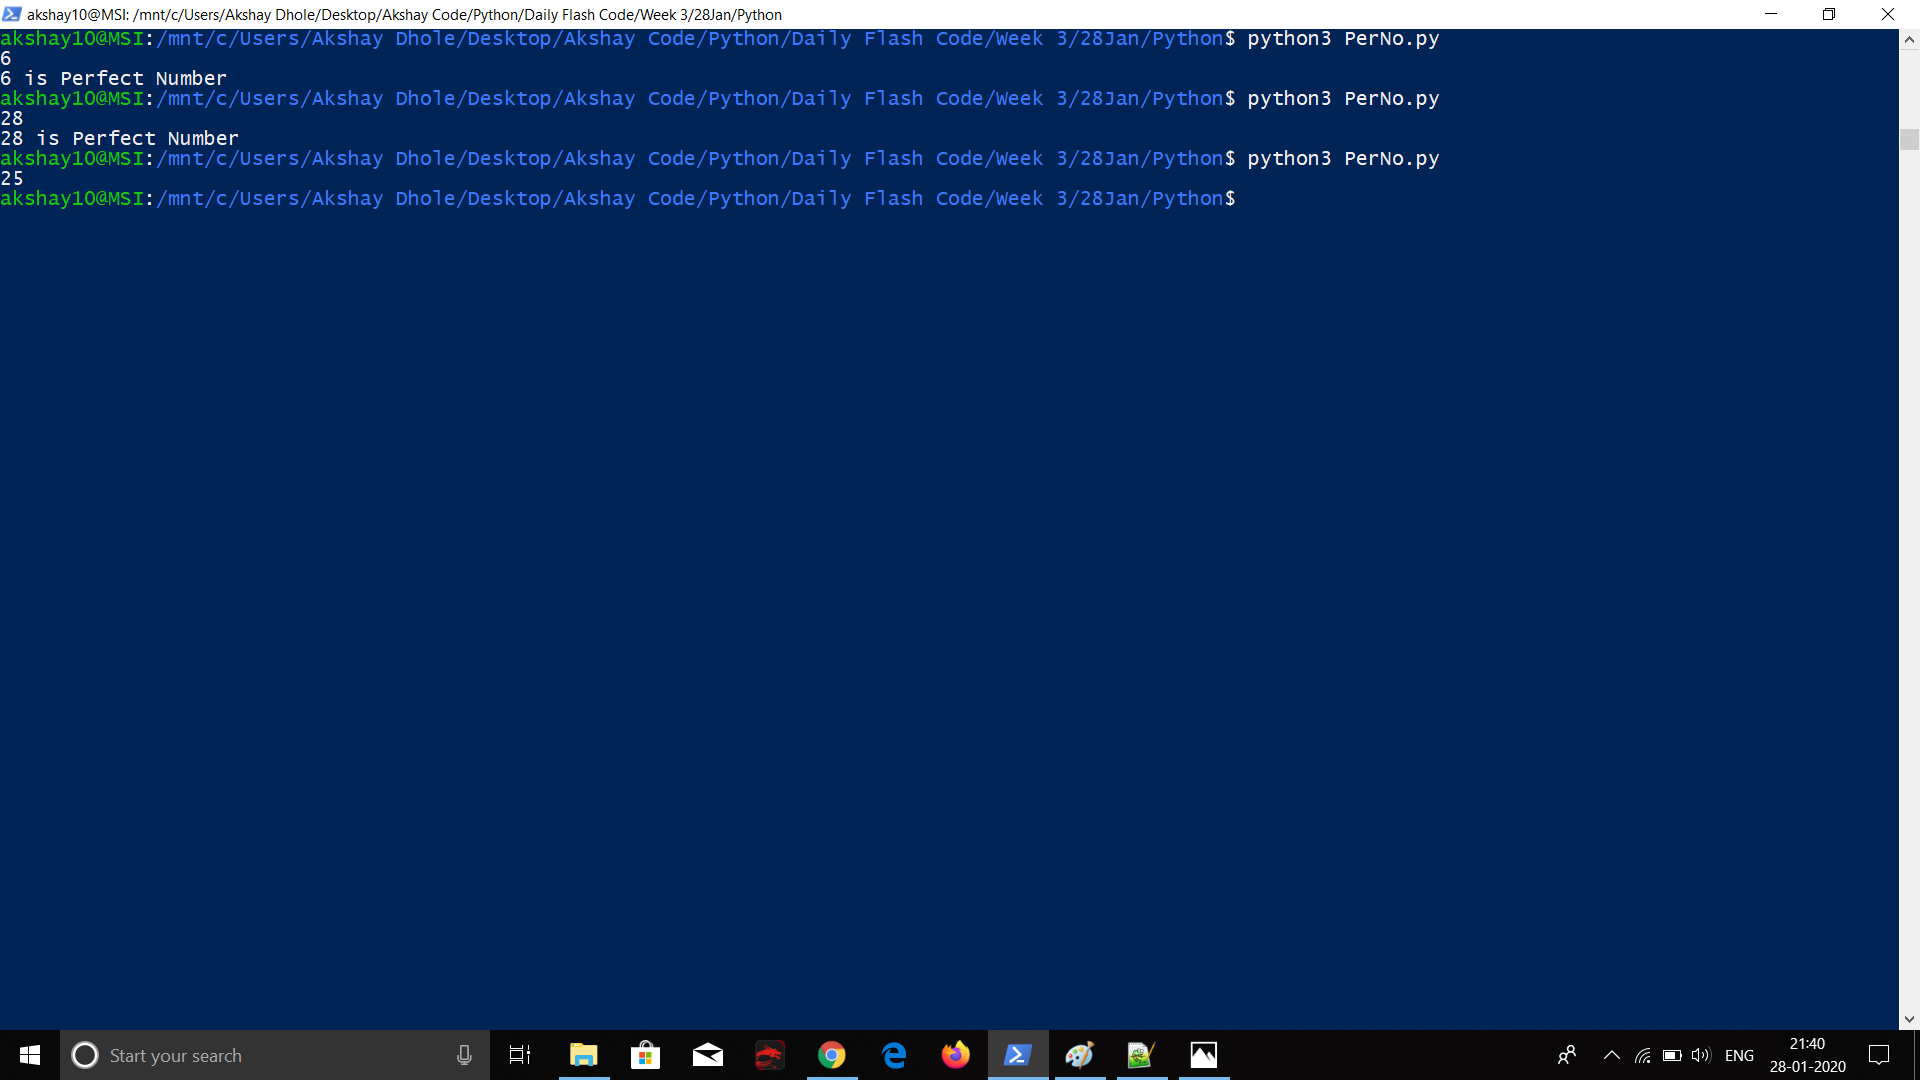 akshay10@MSI: /mnt/c/Users/Akshay Dhole/Desktop/Akshay Code/Python/Daily Flash Code/Week 3/28Jan/Python
akshay10@MSI:/mnt/c/Users/Akshay Dhole/Desktop/Akshay Code/Python/Daily Flash Code/Week 3/28Jan/Python$ python3 PerNo.py
6
6 is Perfect Number
akshay10@MSI:/mnt/c/Users/Akshay Dhole/Desktop/Akshay Code/Python/Daily Flash Code/Week 3/28Jan/Python$ python3 PerNo.py
28
28 is Perfect Number
akshay10@MSI:/mnt/c/Users/Akshay Dhole/Desktop/Akshay Code/Python/Daily Flash Code/Week 3/28Jan/Python$ python3 PerNo.py
25
akshay10@MSI:/mnt/c/Users/Akshay Dhole/Desktop/Akshay Code/Python/Daily Flash Code/Week 3/28Jan/Python$
Start your search
ENG
21:40
28-01-2020